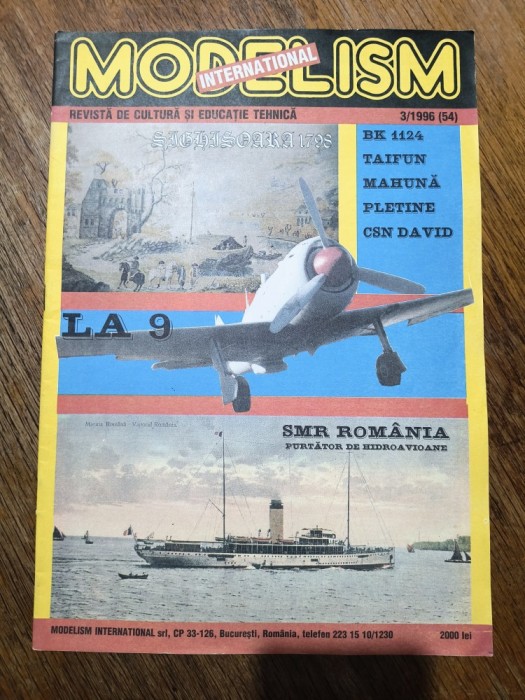 MODELISM
INTERNATIONAL
REVISTĂ DE CULTURĂ ȘI EDUCAȚIE TEHNICĂ
3/1996 (54)
SIGHISOARA 1798
BK 1124
TAIFUN
MAHUNĂ
PLETINE
CSN DAVID
LA 9
SMR ROMÂNIA
PURTĂTOR DE HIDROAVIOANE
MODELISM INTERNATIONAL srl, CP 33-126, București, România, telefon 223 15 10/1230
2000 lei